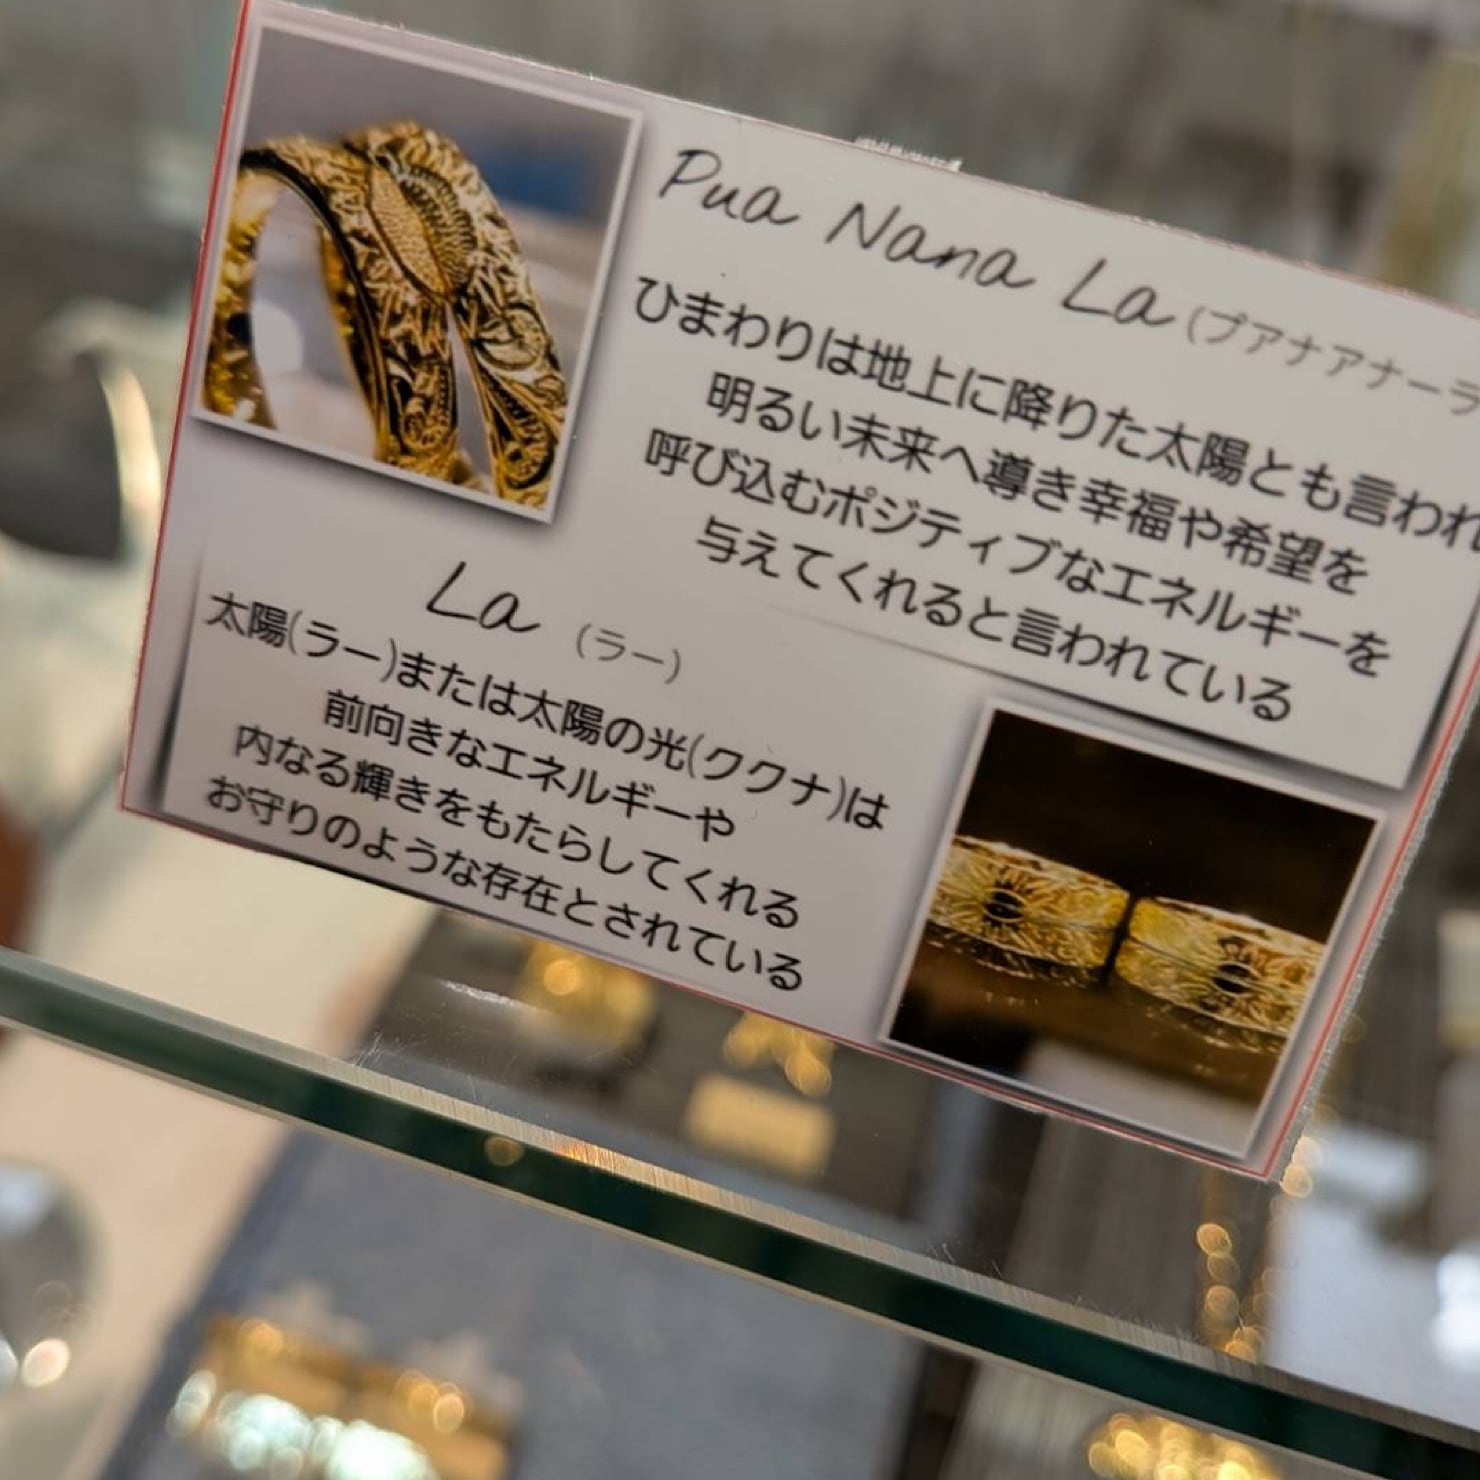 Pua Nana La (プアナアナーラ
ひまわりは地上に降りた太陽とも言われ
明るい未来へ導き幸福や希望を
呼び込むポジティブなエネルギーを
与えてくれると言われている
La (ラー)
太陽(ラー)または太陽の光(ククナ)は
前向きなエネルギーや
内なる輝きをもたらしてくれる
お守りのような存在とされている